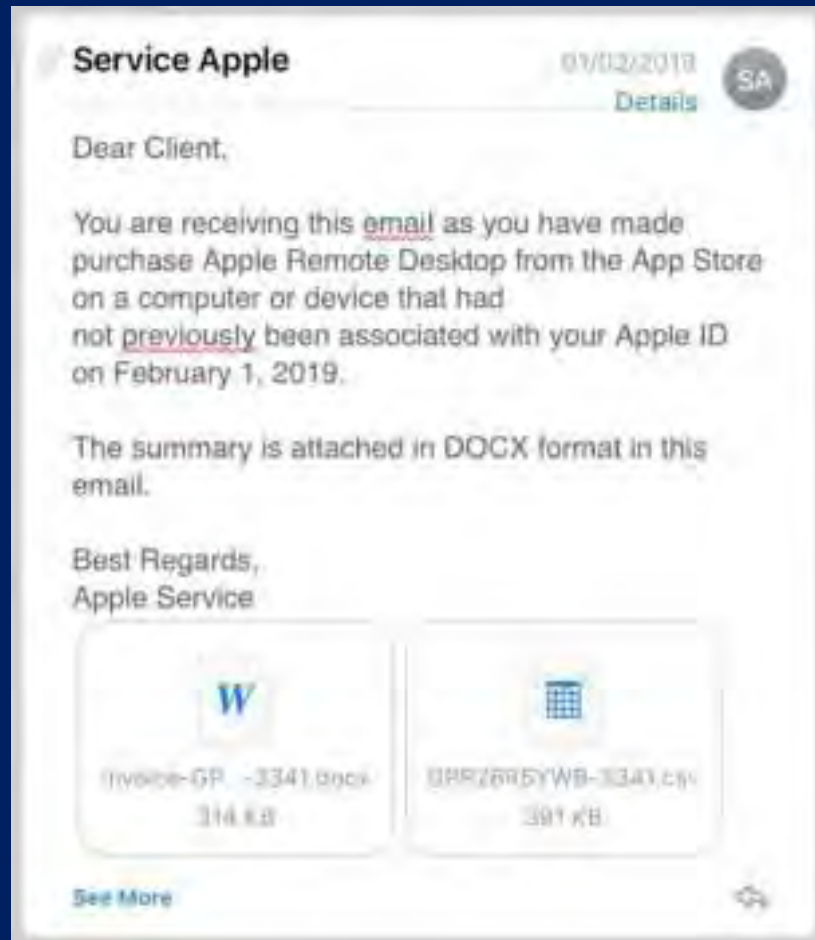 Service Apple
01/02/2019
SA
Details
Dear Client,
You are receiving this email as you have made
purchase Apple Remote Desktop from the App Store
on a computer or device that had
not previously been associated with your Apple ID
on February 1, 2019.
The summary is attached in DOCX format in this
email.
Best Regards,
Apple Service
W
314 KB
391 KB
See More